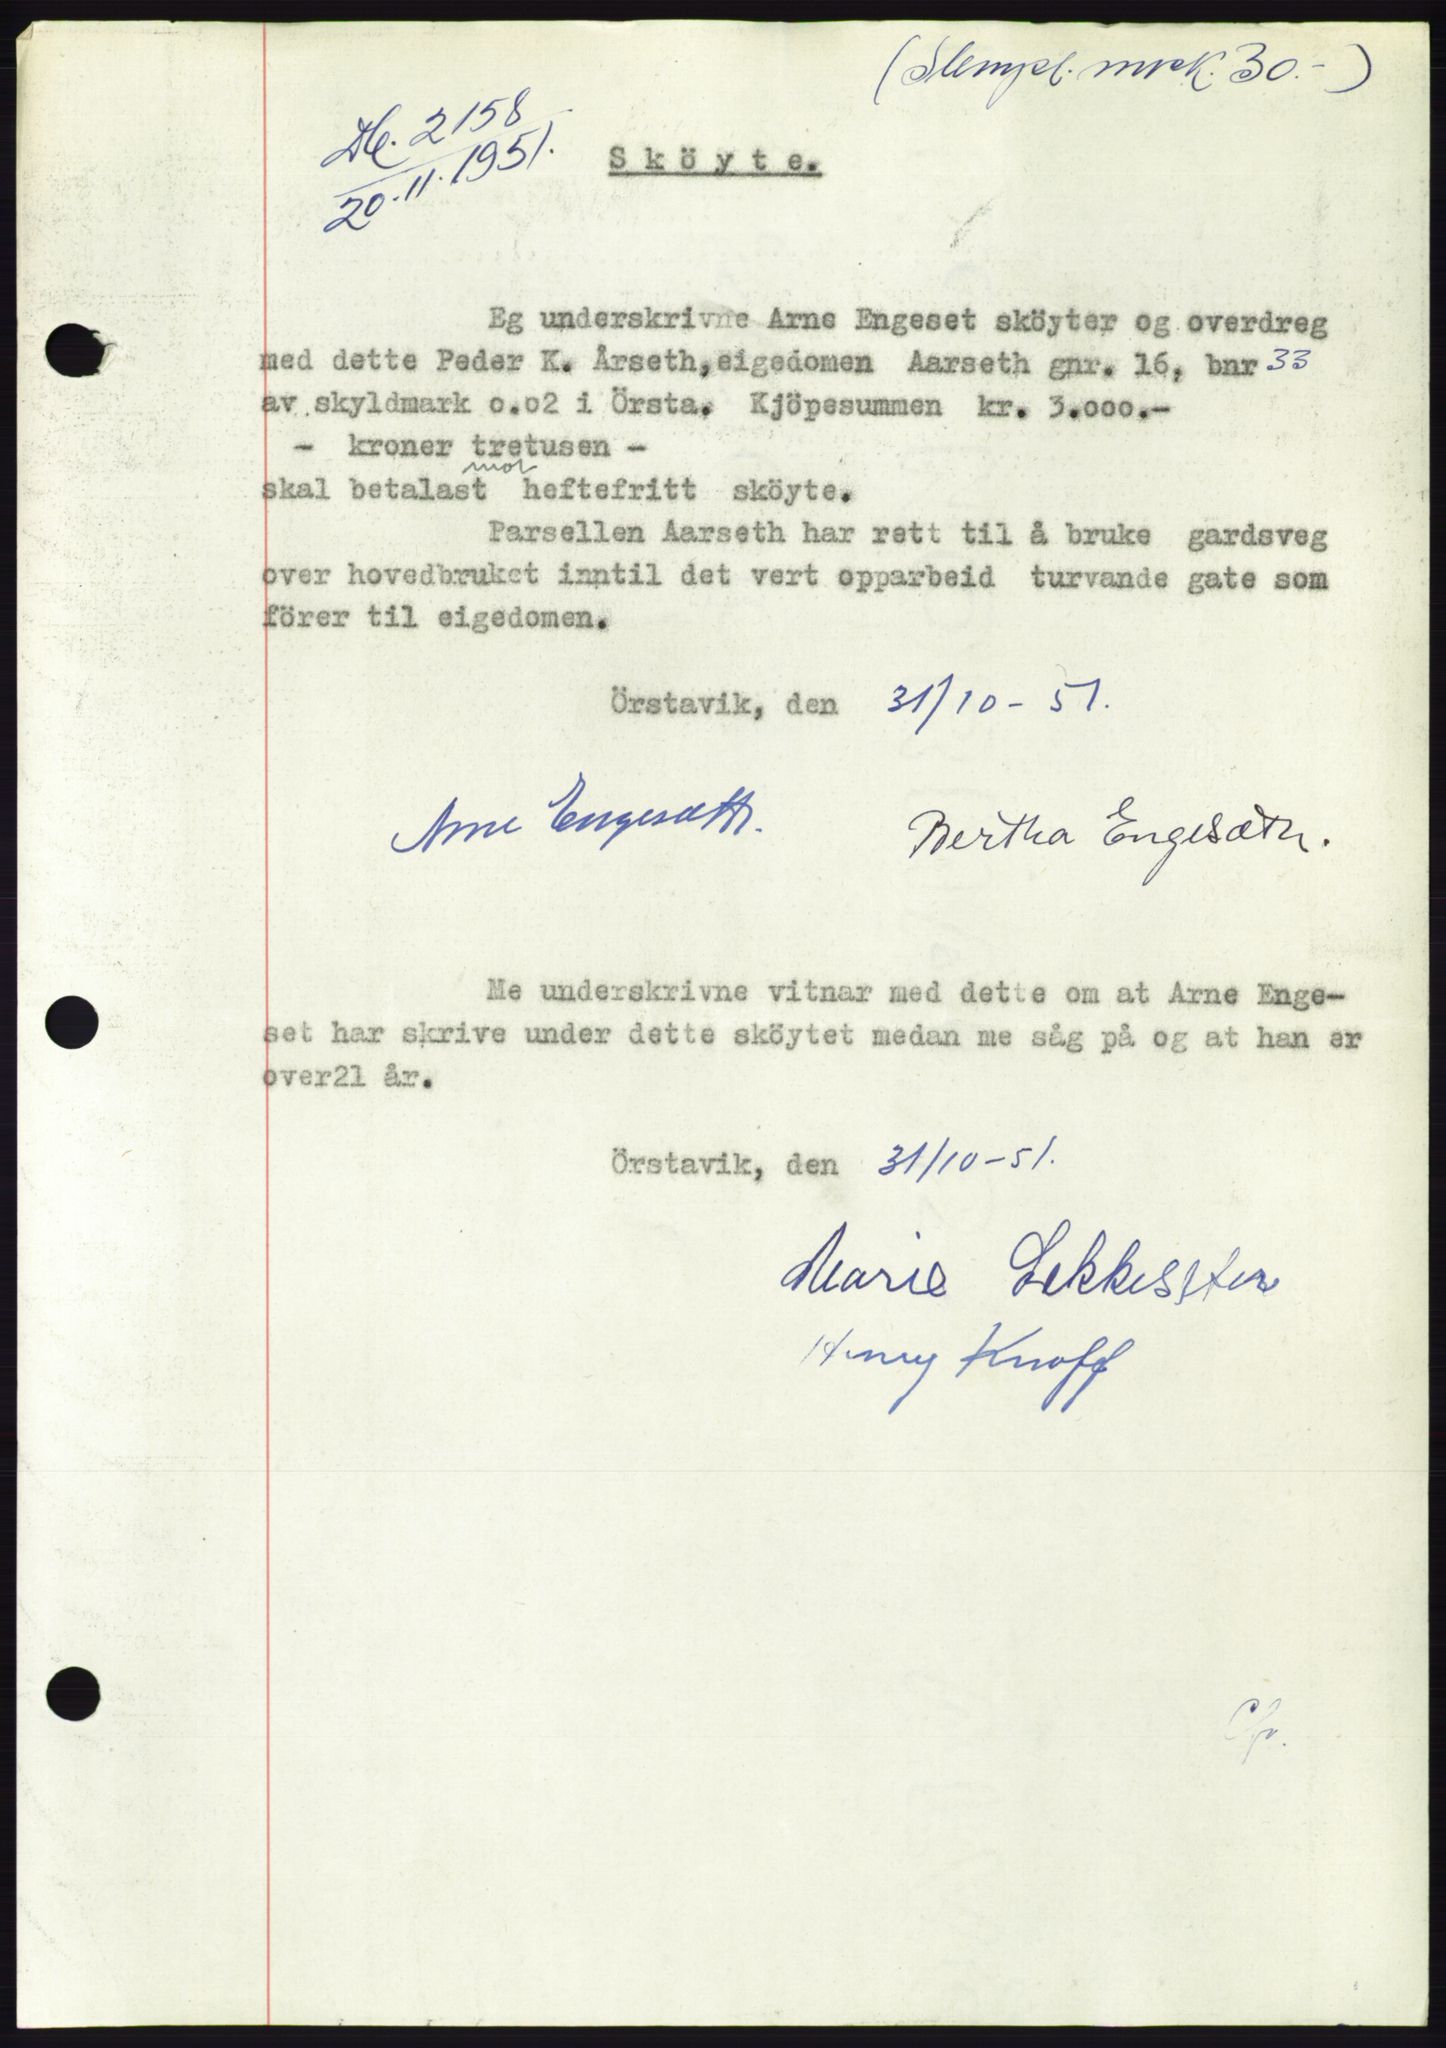 (Stempl. merk. 30.-)
Db. 2158
20.11.1951.
Sköyte.
Eg underskrivne Arne Engeset sköyter og overdreg
med dette Peder K. Årseth, eigedomen Aarseth gnr. 16, bnr 33
av skyldmark 0.02 i Örsta. Kjöpesummen kr. 3.000.-
- kroner tretusen -
mot
skal betalast heftefritt sköyte.
Parsellen Aarseth har rett til å bruke gardsveg
over hovedbruket inntil det vert opparbeid turvande gate som
förer til eigedomen.
Örstavik, den 31/10-51.
Arne Engesæth. Bertha Engesæth.
Me underskrivne vitnar med dette om at Arne Enge-
set har skrive under dette sköytet medan me såg på og at han er
over21 år.
Örstavik, den 31/10-51.
Marie
Henry Knoff